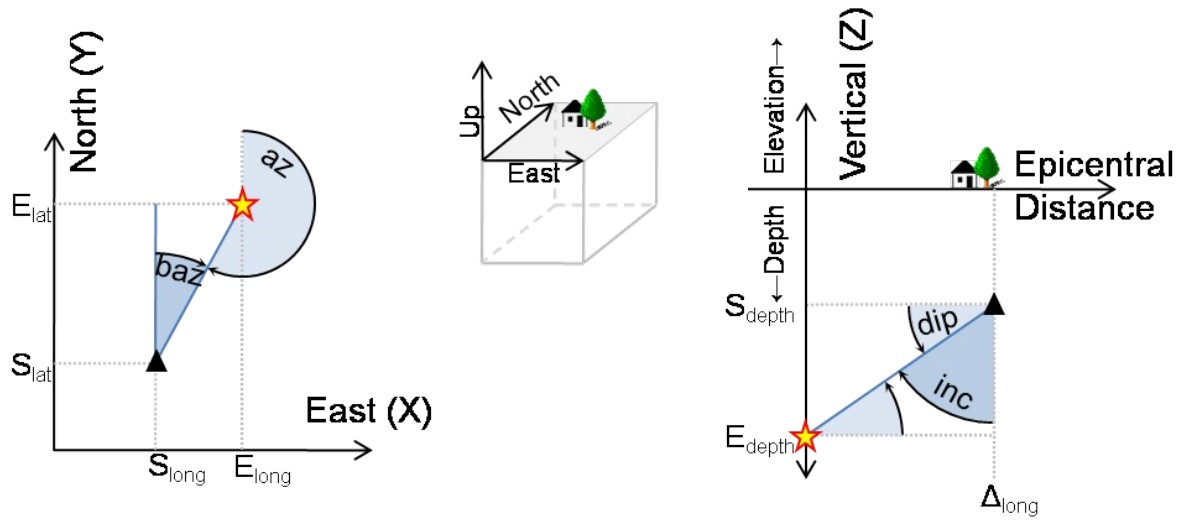 North (Y)
az
E_lat
baz
S_lat
East (X)
S_long
E_long
Up
North
East
Elevation→
Vertical (Z)
Epicentral
Distance
←Depth
S_depth
dip
inc
E_depth
Δ_long